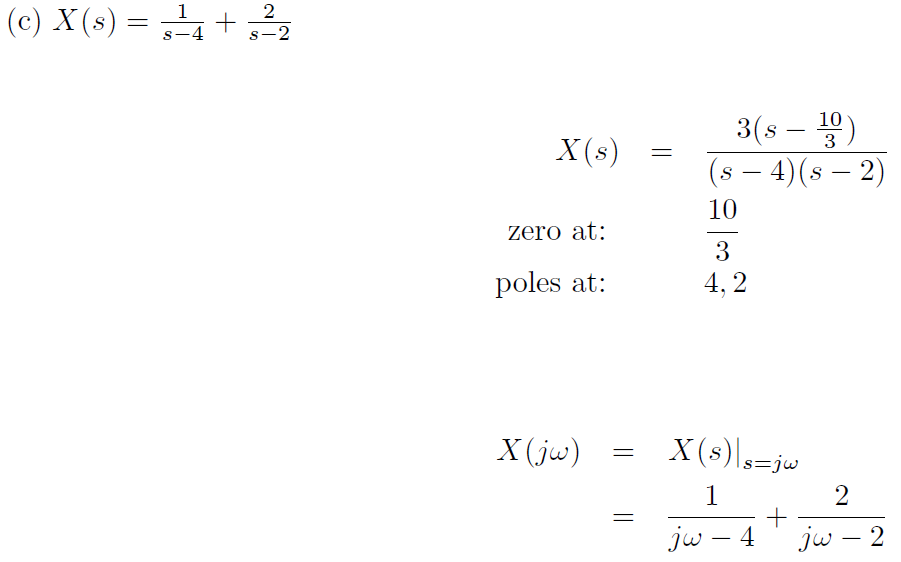 (c) X(s) = 1/(s−4) + 2/(s−2)
X(s) = 3(s − 10/3) / ((s − 4)(s − 2))
zero at: 10/3
poles at: 4, 2
X(jω) = X(s)|s=jω
= 1/(jω − 4) + 2/(jω − 2)